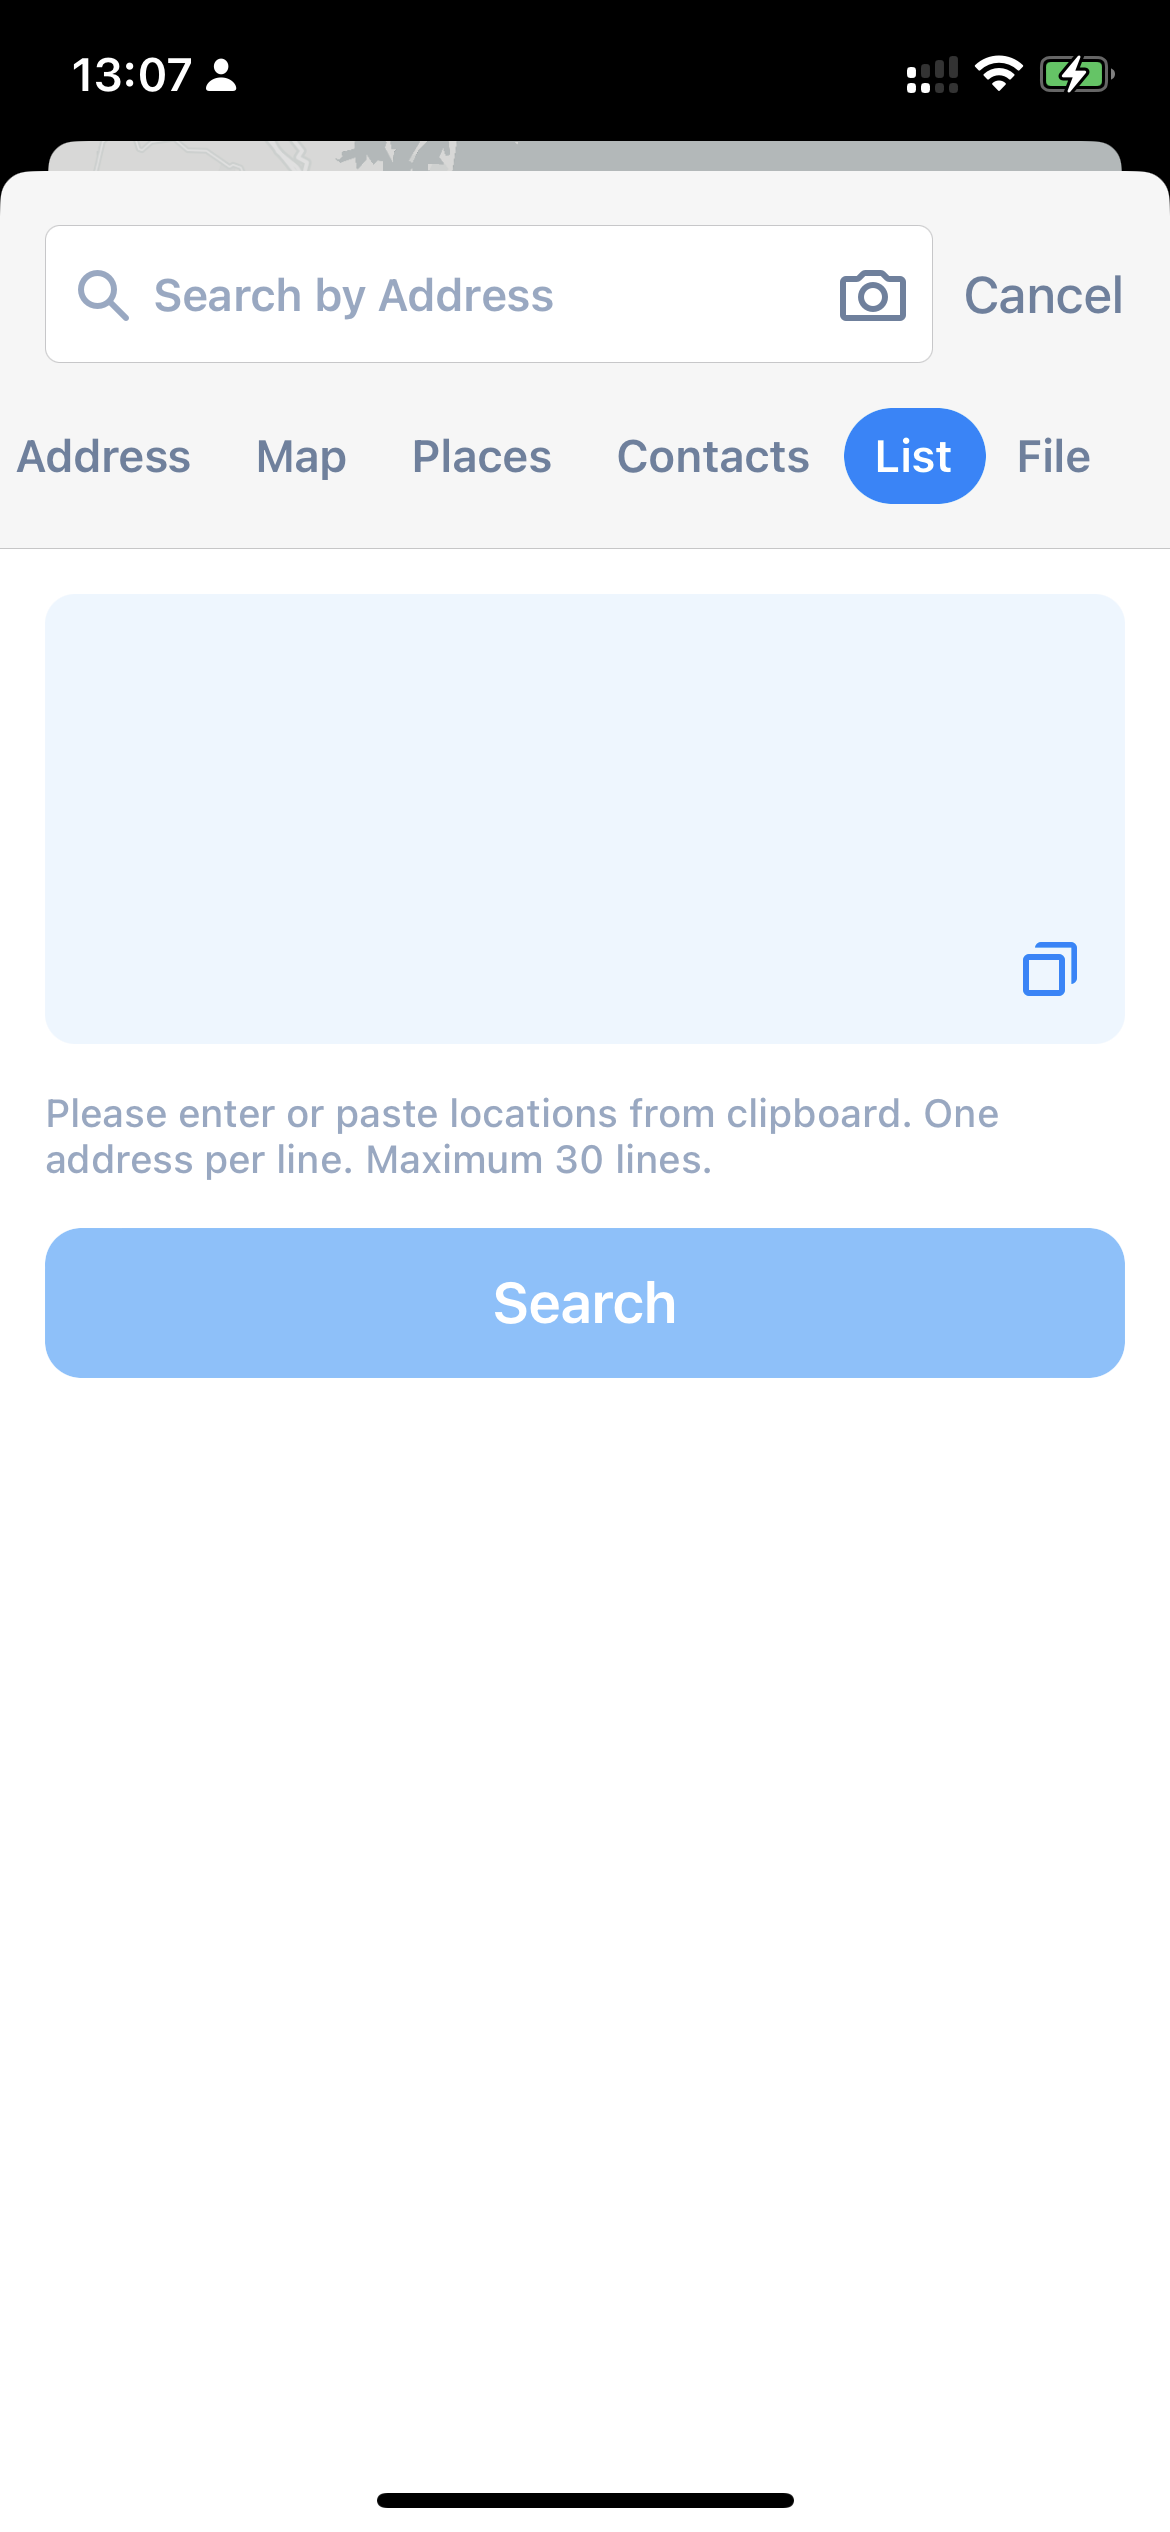 13:07
Search by Address
Cancel
Address Map Places Contacts List File
Please enter or paste locations from clipboard. One
address per line. Maximum 30 lines.
Search